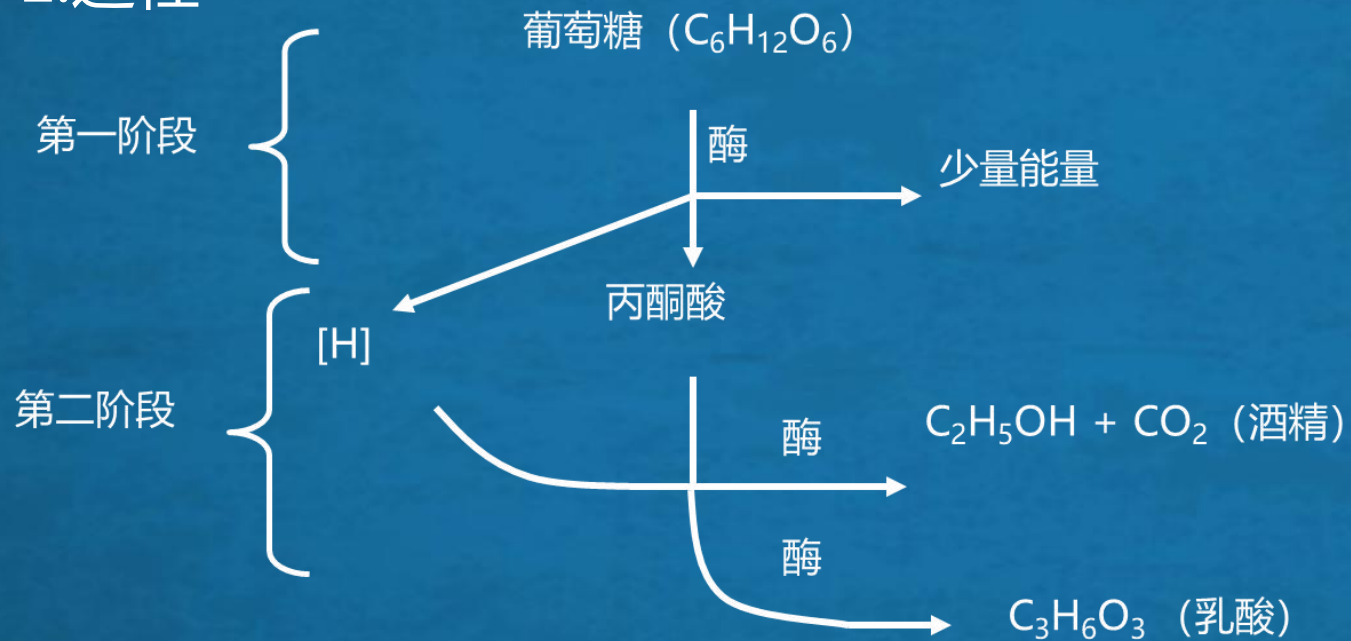 葡萄糖（C₆H₁₂O₆）
第一阶段
酶
少量能量
丙酮酸
[H]
第二阶段
酶
C₂H₅OH + CO₂（酒精）
酶
C₃H₆O₃ （乳酸）